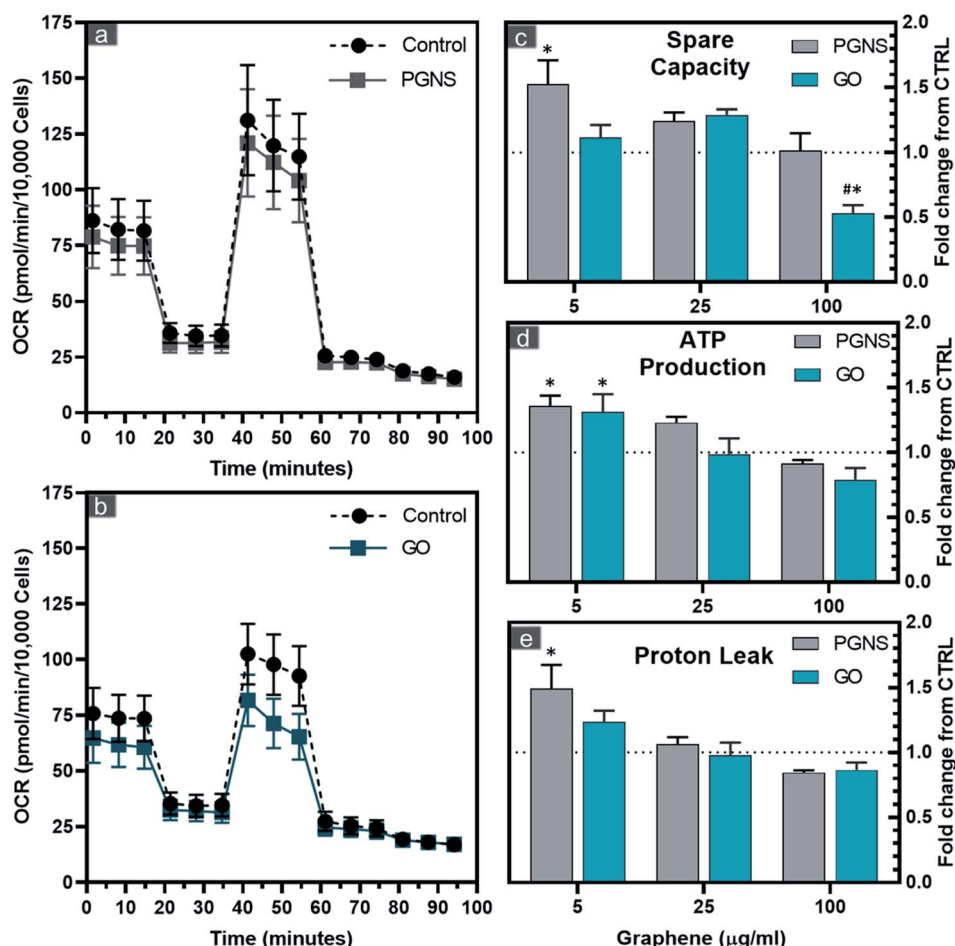 a
OCR (pmol/min/10,000 Cells)
175
150
125
100
75
50
25
0
Control
PGNS
0 10 20 30 40 50 60 70 80 90 100
Time (minutes)
b
OCR (pmol/min/10,000 Cells)
175
150
125
100
75
50
25
0
Control
GO
0 10 20 30 40 50 60 70 80 90 100
Time (minutes)
c
Spare
Capacity
PGNS
GO
*
#*
2.0
1.5
1.0
0.5
0.0
Fold change from CTRL
5 25 100
d
ATP
Production
PGNS
GO
* *
2.0
1.5
1.0
0.5
0.0
Fold change from CTRL
5 25 100
e
Proton Leak
PGNS
GO
*
2.0
1.5
1.0
0.5
0.0
Fold change from CTRL
5 25 100
Graphene (μg/ml)